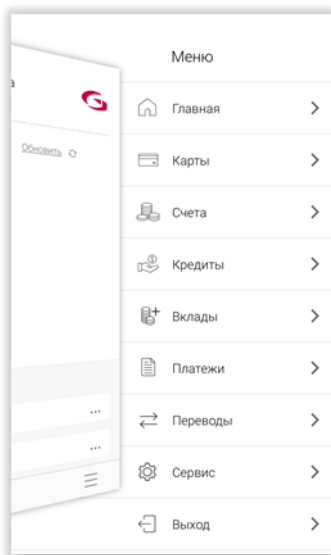 Меню
а
Обновить
Главная
Карты
Счета
Кредиты
Вклады
Платежи
Переводы
Сервис
Выход